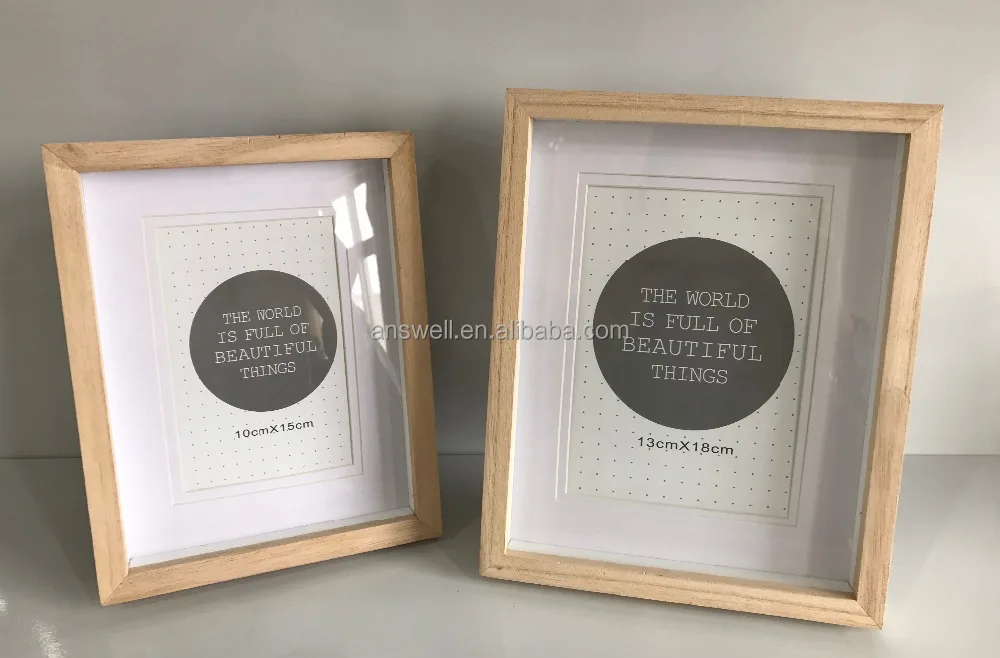 THE WORLD
IS FULL OF
BEAUTIFUL
THINGS
10cmX15cm
THE WORLD
IS FULL OF
BEAUTIFUL
THINGS
13cmX18cm
answell.en.alibaba.com